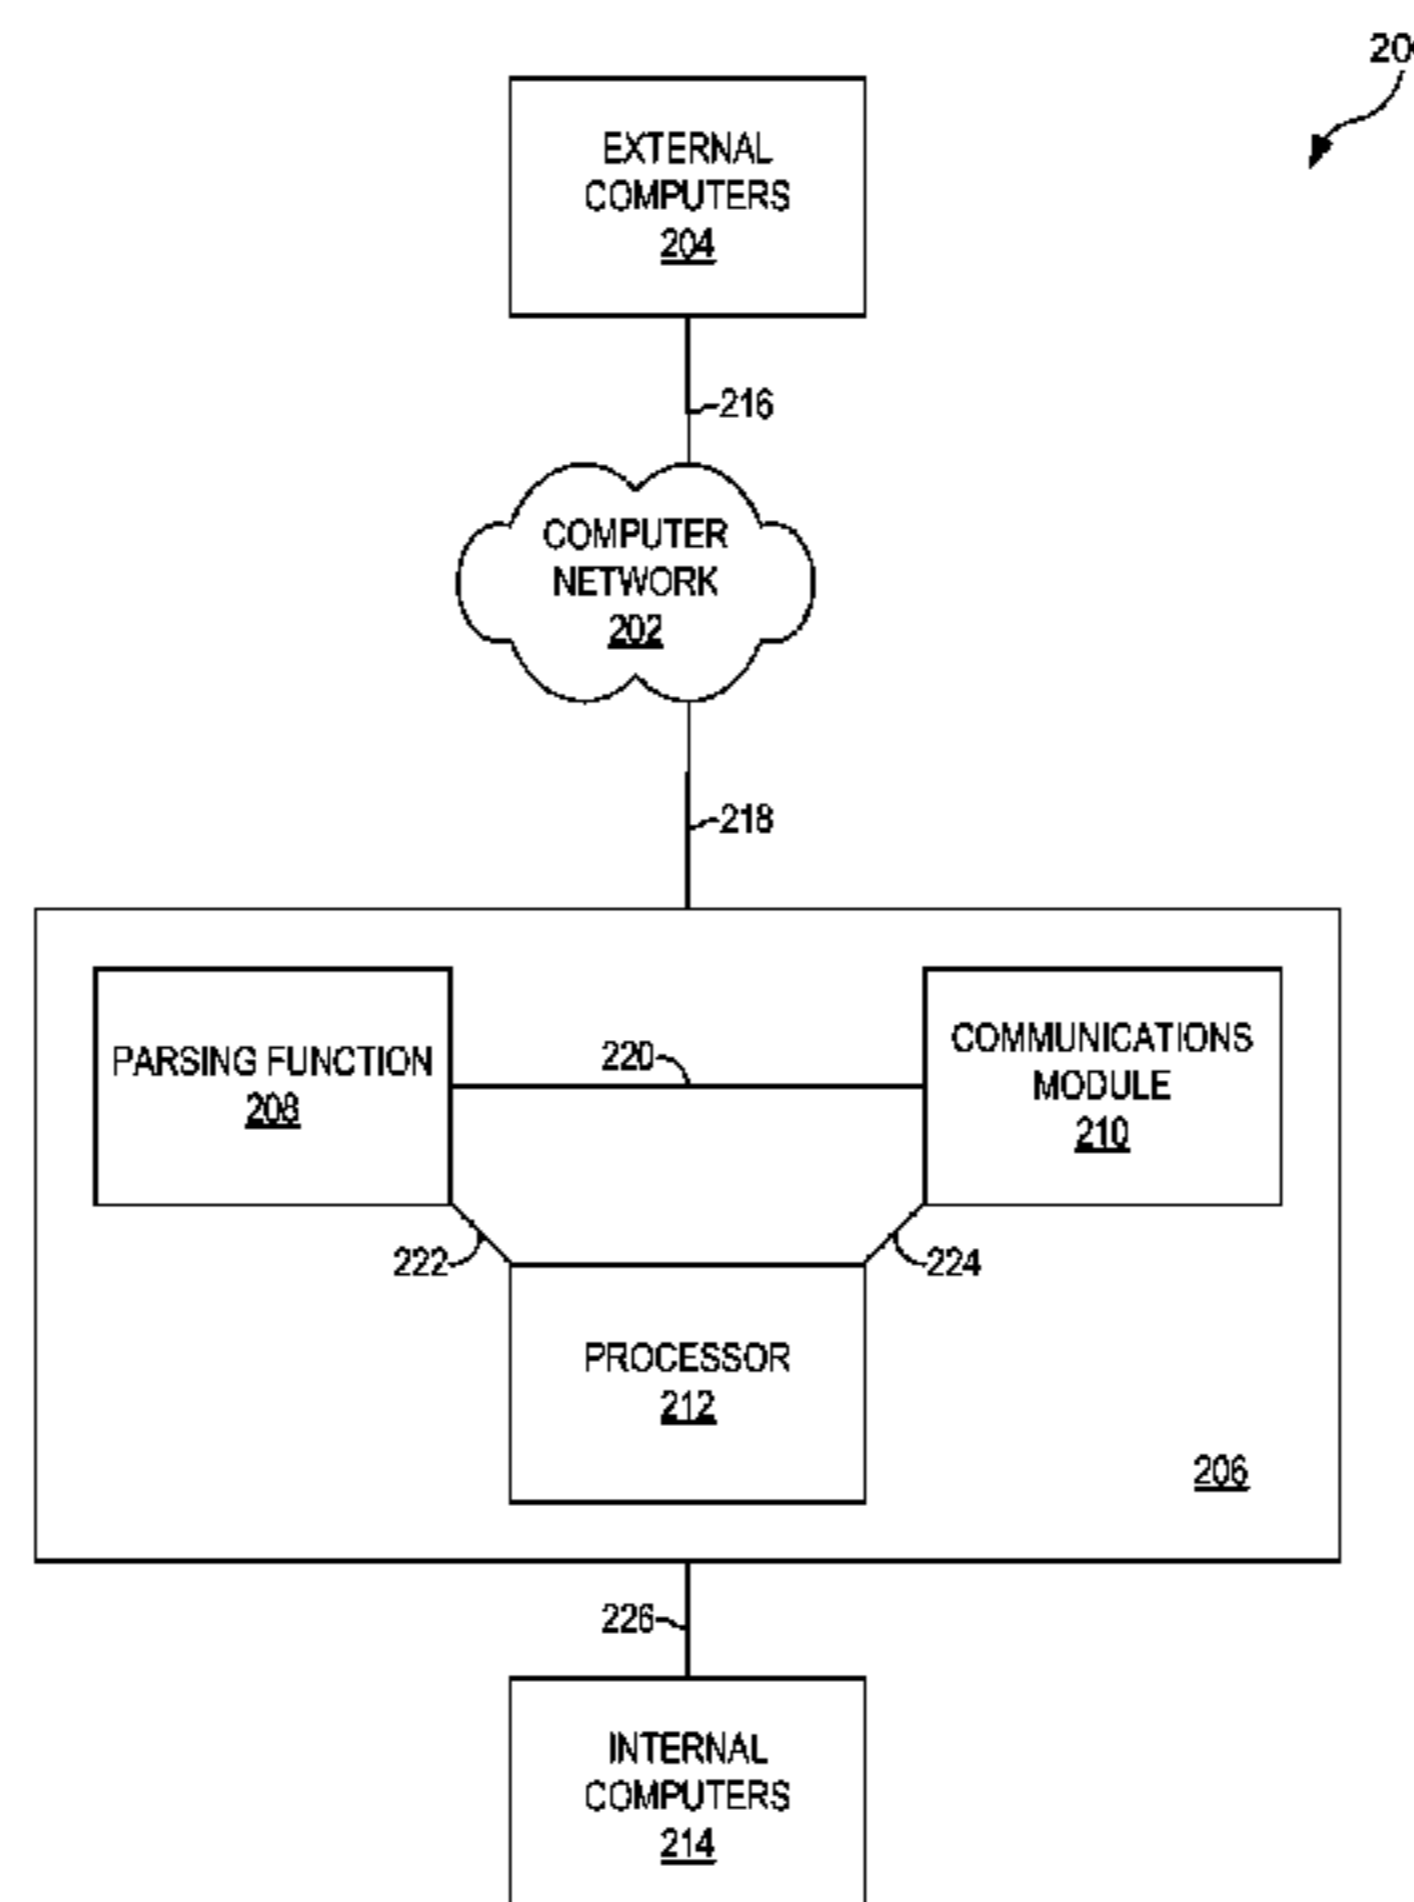 EXTERNAL
COMPUTERS
204
216
COMPUTER
NETWORK
202
218
PARSING FUNCTION
208
220
COMMUNICATIONS
MODULE
210
222
224
PROCESSOR
212
206
226
INTERNAL
COMPUTERS
214